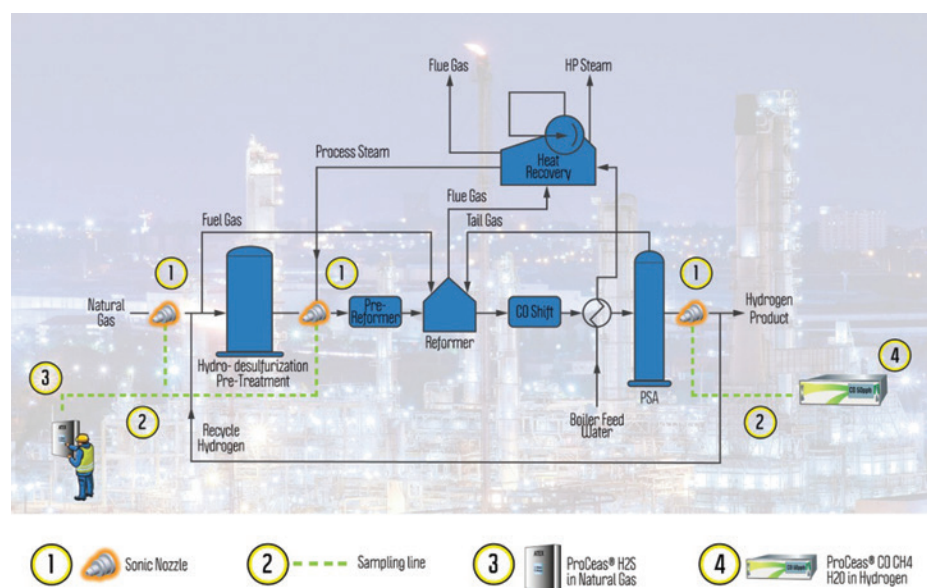 Flue Gas
HP Steam
Process Steam
Heat
Recovery
Flue Gas
Fuel Gas
Tail Gas
1
1
1
Natural
Gas
Pre-
Reformer
CO Shift
Hydrogen
Product
Reformer
Hydro- desulfurization
Pre-Treatment
3
4
PSA
2
2
Boiler Feed
Water
Recycle
Hydrogen
1
Sonic Nozzle
2
Sampling line
3
ProCeas® H2S
in Natural Gas
4
ProCeas® CO CH4
H2O in Hydrogen